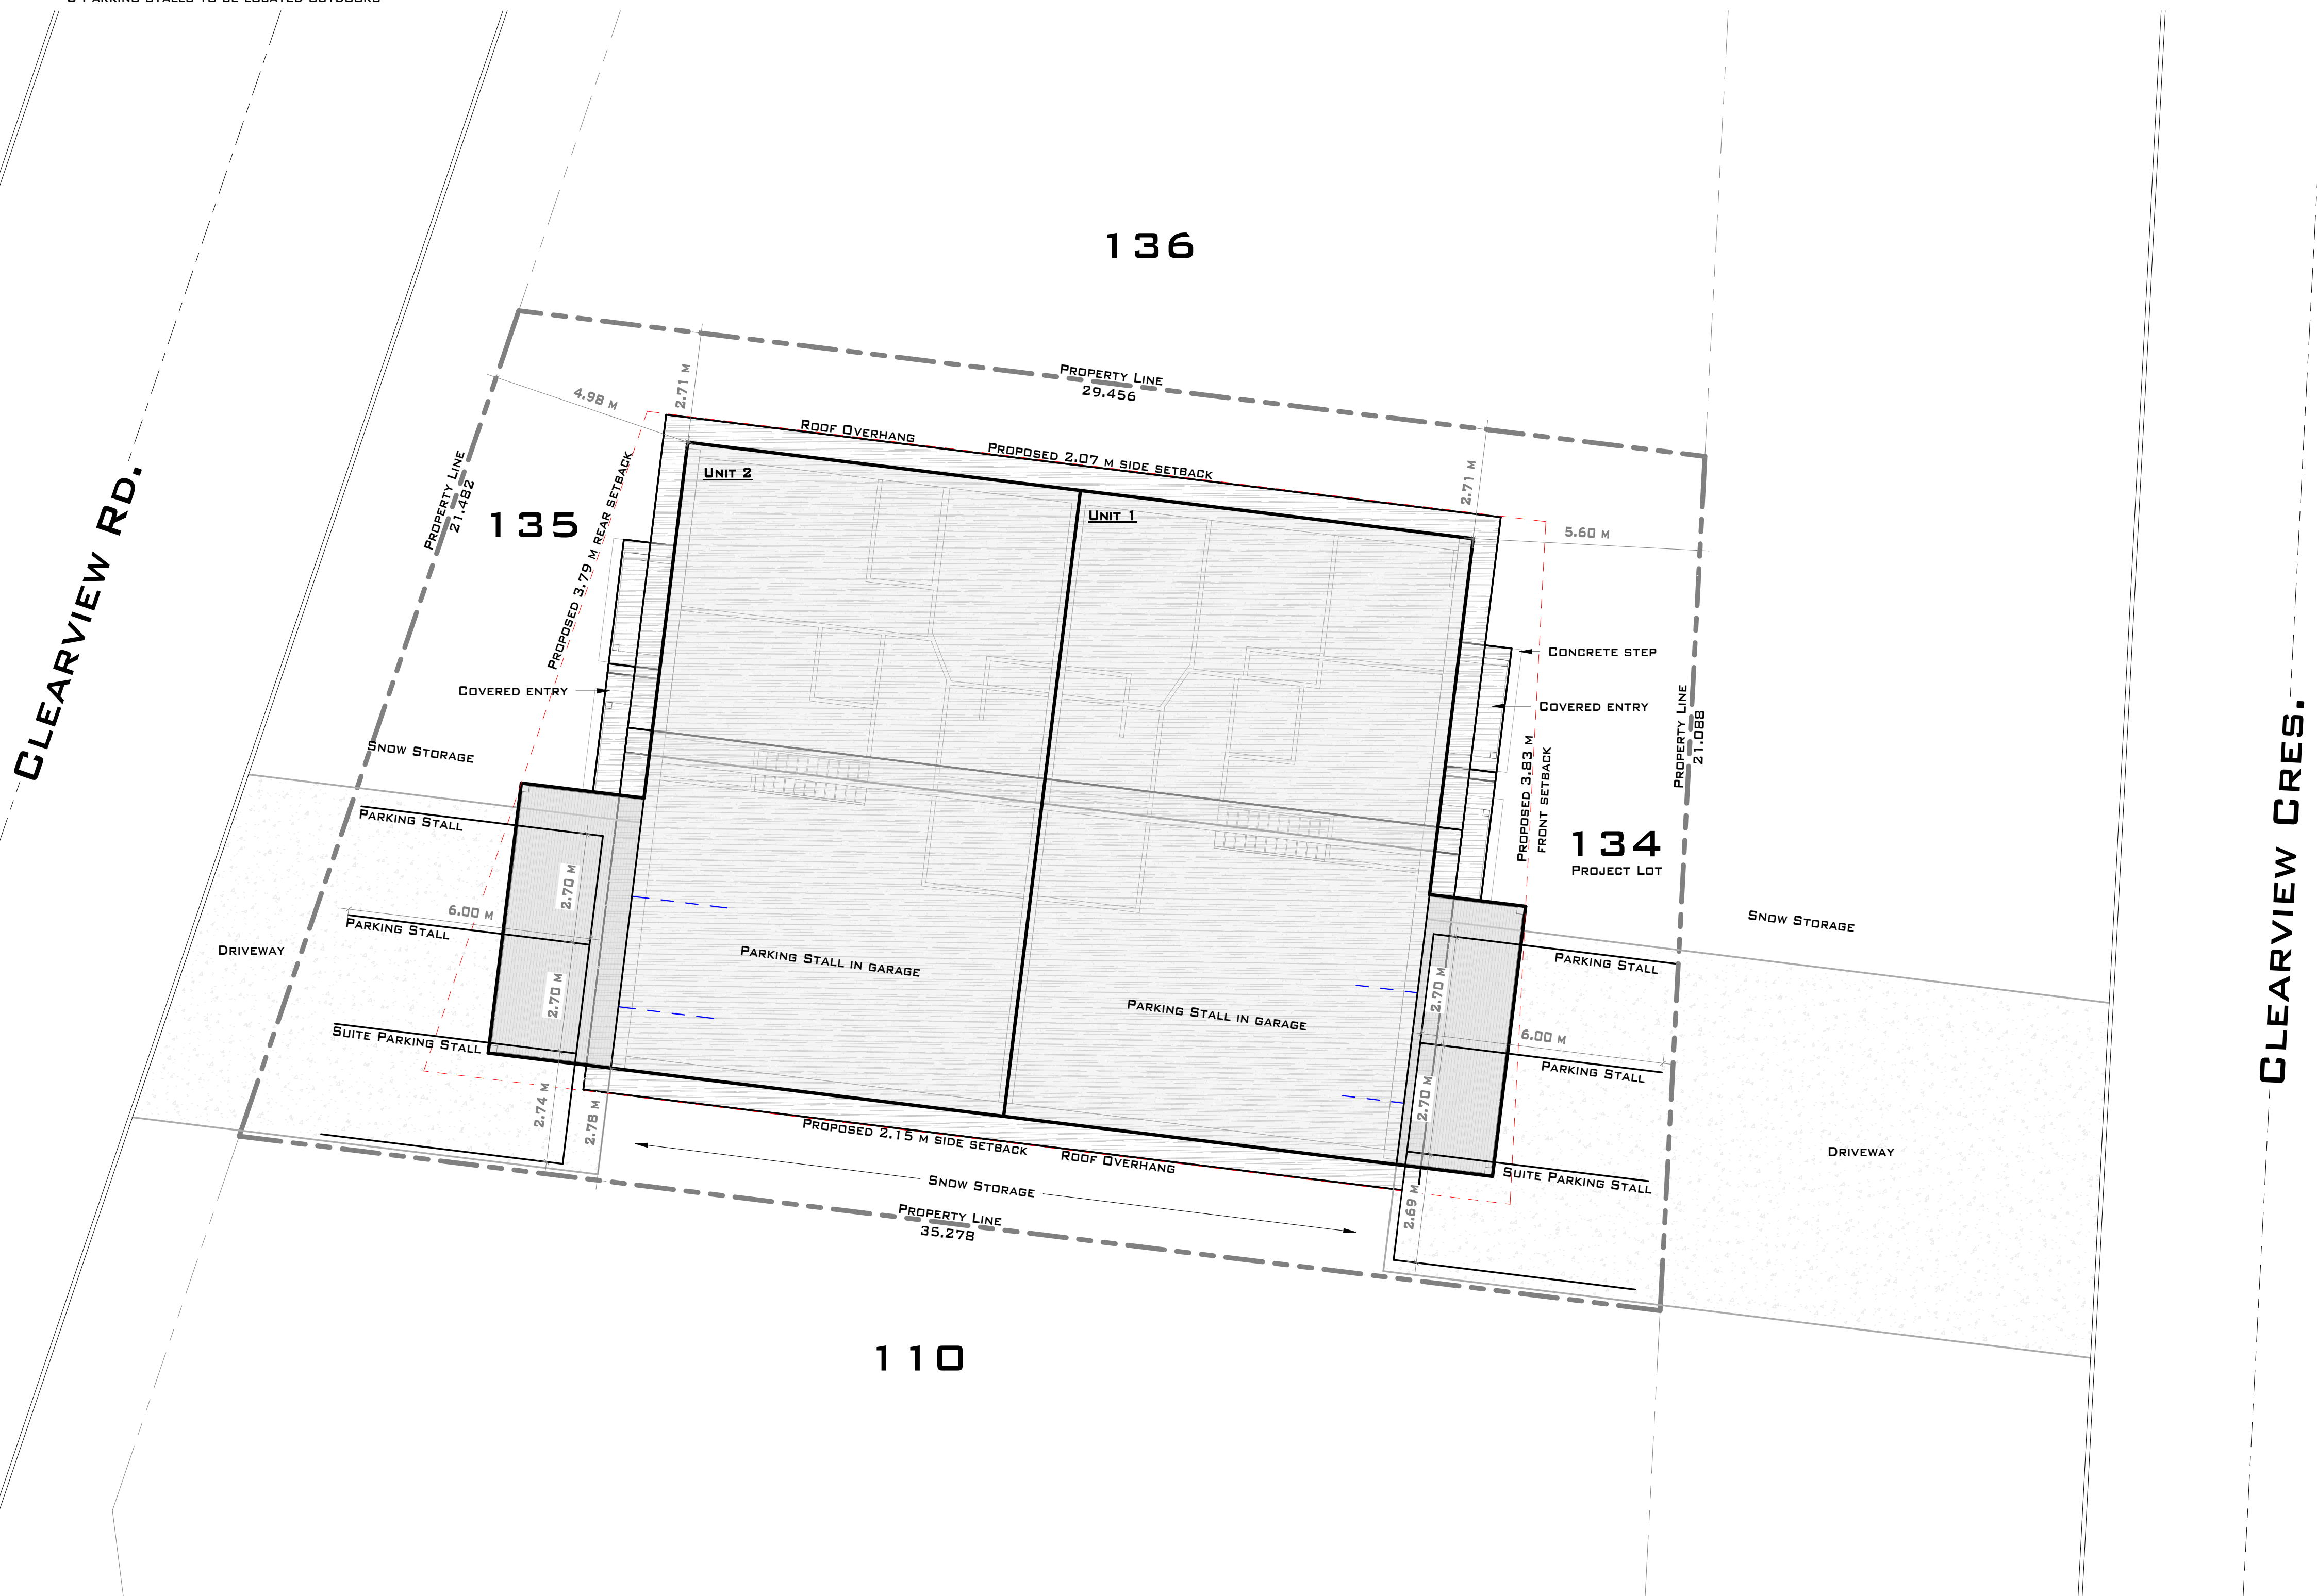 136
Property Line
29.456
2.71 m
4.98 m
Roof Overhang
Proposed 2.07 m side setback
Unit 2
Unit 1
2.71 m
5.60 m
Property Line
21.482
135
Proposed 3.79 m rear setback
Clearview Rd.
Concrete step
Covered entry
Covered entry
Property Line
21.088
Proposed 3.83 m
front setback
134
Project Lot
Clearview Cres.
Snow Storage
Parking Stall
2.70 m
6.00 m
Parking Stall
Driveway
2.70 m
Suite Parking Stall
2.74 m
2.78 m
Parking Stall in garage
Parking Stall in garage
Snow Storage
Parking Stall
2.70 m
6.00 m
Parking Stall
2.70 m
Suite Parking Stall
Driveway
2.69 m
Proposed 2.15 m side setback
Roof Overhang
Snow Storage
Property Line
35.278
110